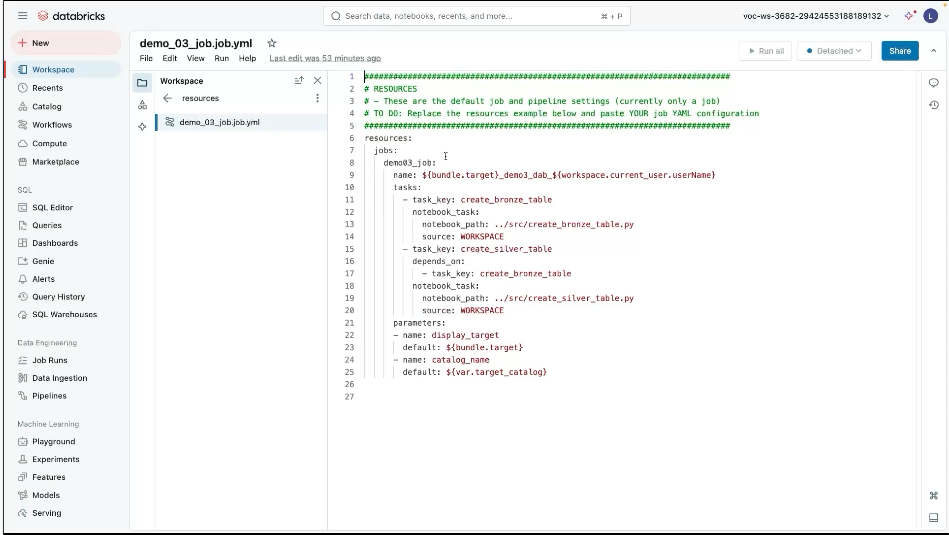 databricks
Search data, notebooks, recents, and more...
⌘ + P
voc-ws-3682-29424553188189132
L
New
Workspace
Recents
Catalog
Workflows
Compute
Marketplace
SQL
SQL Editor
Queries
Dashboards
Genie
Alerts
Query History
SQL Warehouses
Data Engineering
Job Runs
Data Ingestion
Pipelines
Machine Learning
Playground
Experiments
Features
Models
Serving
demo_03_job.job.yml
File Edit View Run Help Last edit was 53 minutes ago
Run all
Detached
Share
Workspace
resources
demo_03_job.job.yml
1 ############################################################################
2 # RESOURCES
3 # - These are the default job and pipeline settings (currently only a job)
4 # TO DO: Replace the resources example below and paste YOUR job YAML configuration
5 ############################################################################
6 resources:
7 jobs:
8 demo03_job:
9 name: ${bundle.target}_demo3_dab_${workspace.current_user.userName}
10 tasks:
11 - task_key: create_bronze_table
12 notebook_task:
13 notebook_path: ../src/create_bronze_table.py
14 source: WORKSPACE
15 - task_key: create_silver_table
16 depends_on:
17 - task_key: create_bronze_table
18 notebook_task:
19 notebook_path: ../src/create_silver_table.py
20 source: WORKSPACE
21 parameters:
22 - name: display_target
23 default: ${bundle.target}
24 - name: catalog_name
25 default: ${var.target_catalog}
26
27